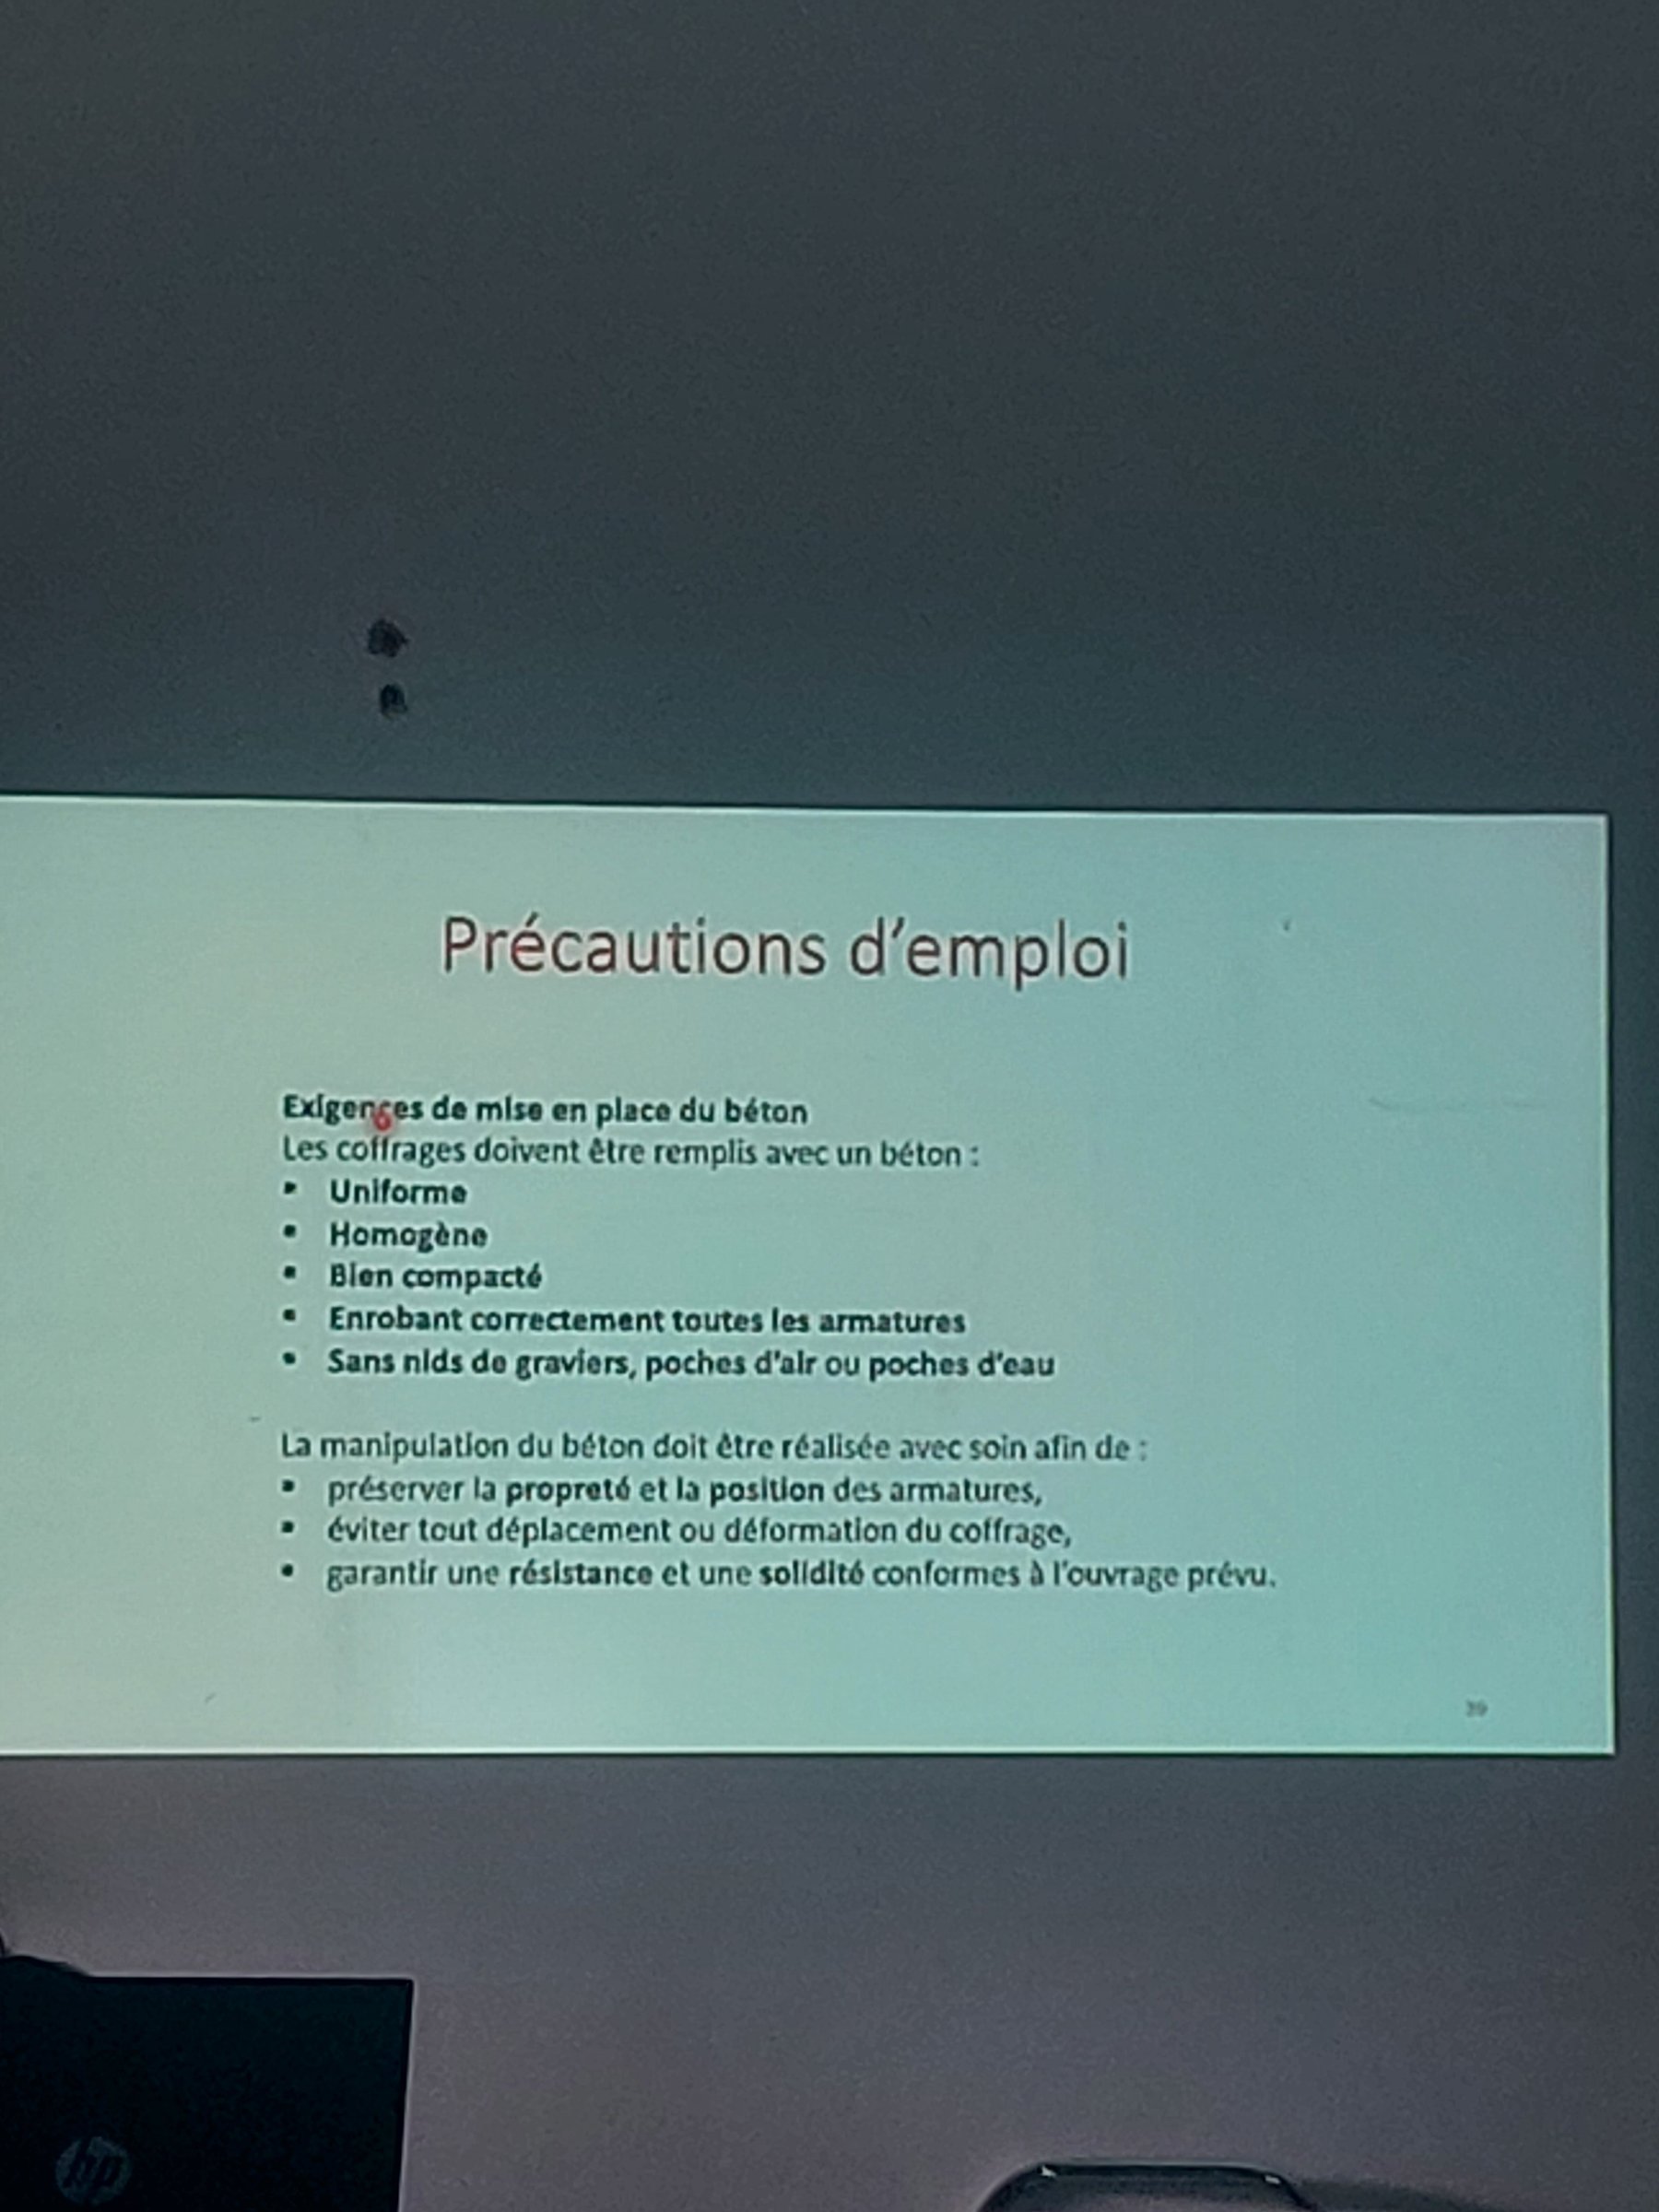 Précautions d'emploi
Exigences de mise en place du béton
Les coffrages doivent être remplis avec un béton :
▪ Uniforme
▪ Homogène
▪ Bien compacté
▪ Enrobant correctement toutes les armatures
▪ Sans nids de graviers, poches d'air ou poches d'eau
La manipulation du béton doit être réalisée avec soin afin de :
▪ préserver la propreté et la position des armatures,
▪ éviter tout déplacement ou déformation du coffrage,
▪ garantir une résistance et une solidité conformes à l'ouvrage prévu.
hp